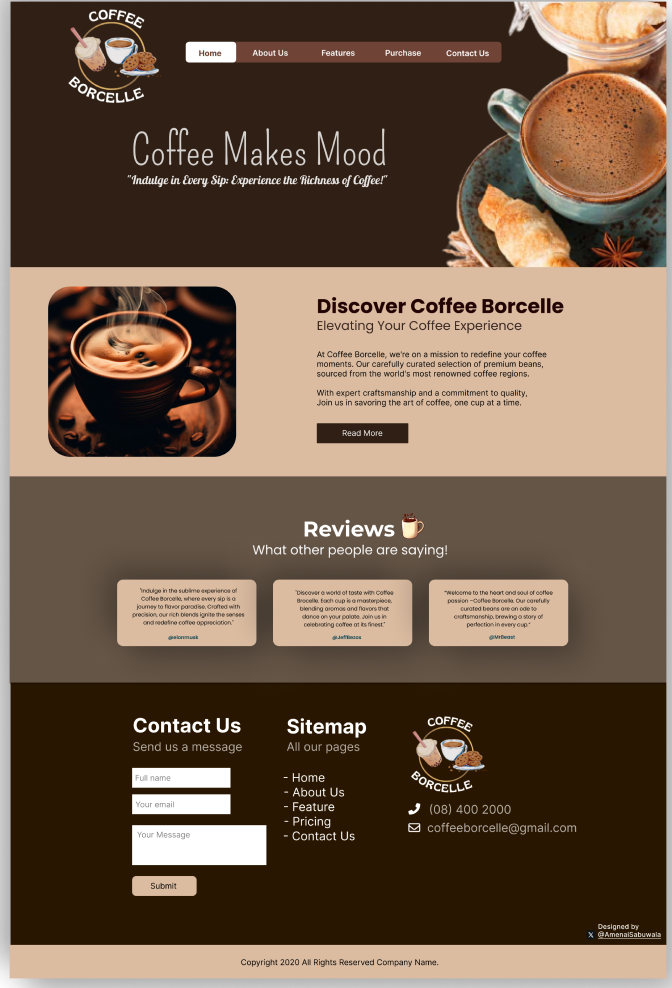 COFFEE
BORCELLE
Home
About Us
Features
Purchase
Contact Us
Coffee Makes Mood
"Indulge in Every Sip: Experience the Richness of Coffee!"
Discover Coffee Borcelle
Elevating Your Coffee Experience
At Coffee Borcelle, we're on a mission to redefine your coffee
moments. Our carefully curated selection of premium beans,
sourced from the world's most renowned coffee regions.
With expert craftsmanship and a commitment to quality,
Join us in savoring the art of coffee, one cup at a time.
Read More
Reviews
What other people are saying!
"Indulge in the sublime experience of
Coffee Borcelle, where every sip is a
journey to flavor paradise. Crafted with
precision, our rich blends ignite the senses
and redefine coffee appreciation."
@elonmusk
"Discover a world of taste with Coffee
Brocelle. Each cup is a masterpiece,
blending aromas and flavors that
dance on your palate. Join us in
celebrating coffee at its finest."
@JeffBezos
"Welcome to the heart and soul of coffee
passion –Coffee Borcelle. Our carefully
curated beans are an ode to
craftsmanship, brewing a story of
perfection in every cup."
@MrBeast
Contact Us
Send us a message
Full name
Your email
Your Message
Submit
Sitemap
All our pages
- Home
- About Us
- Feature
- Pricing
- Contact Us
COFFEE
BORCELLE
(08) 400 2000
coffeeborcelle@gmail.com
Designed by
@AmenaiSabuwala
Copyright 2020 All Rights Reserved Company Name.